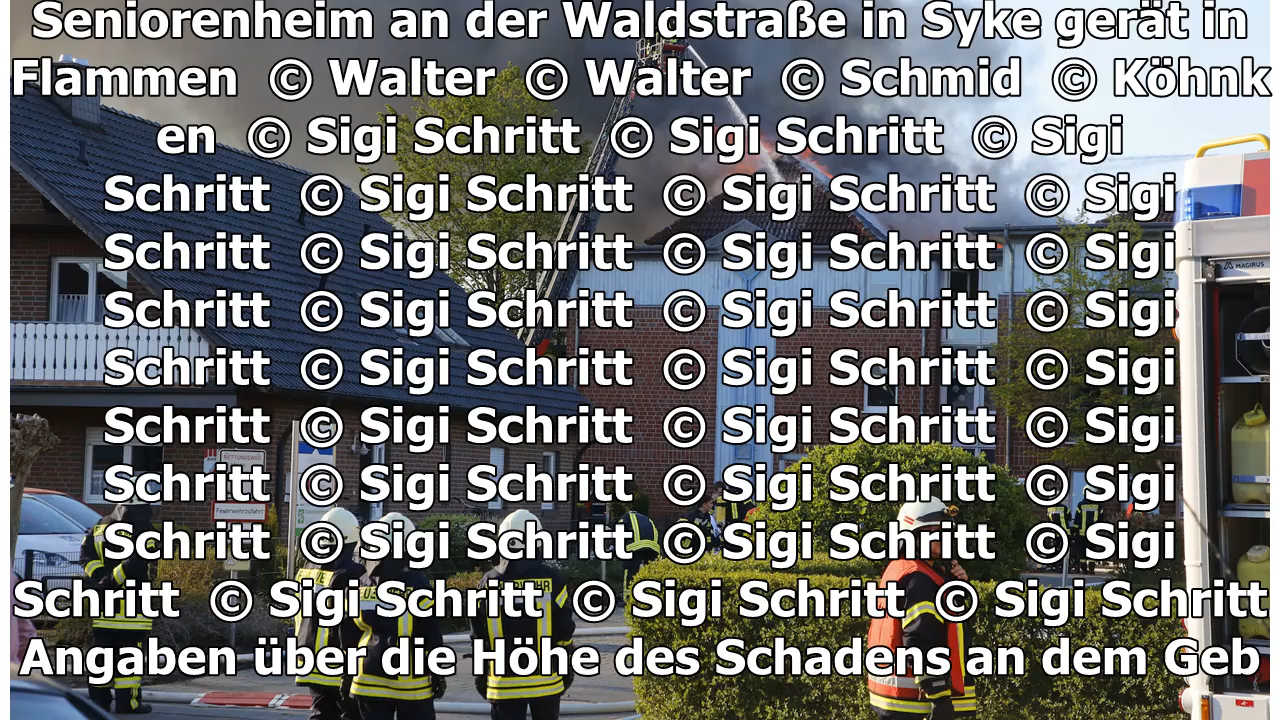 Seniorenheim an der Waldstraße in Syke gerät in
Flammen © Walter © Walter © Schmid © Köhnk
en © Sigi Schritt © Sigi Schritt © Sigi
Schritt © Sigi Schritt © Sigi Schritt © Sigi
Schritt © Sigi Schritt © Sigi Schritt © Sigi
Schritt © Sigi Schritt © Sigi Schritt © Sigi
Schritt © Sigi Schritt © Sigi Schritt © Sigi
Schritt © Sigi Schritt © Sigi Schritt © Sigi
Schritt © Sigi Schritt © Sigi Schritt © Sigi
Schritt © Sigi Schritt © Sigi Schritt © Sigi
Schritt © Sigi Schritt © Sigi Schritt © Sigi Schritt
Angaben über die Höhe des Schadens an dem Geb
MAGIRUS
RETTUNGSWEG
Feuerwehrzufahrt